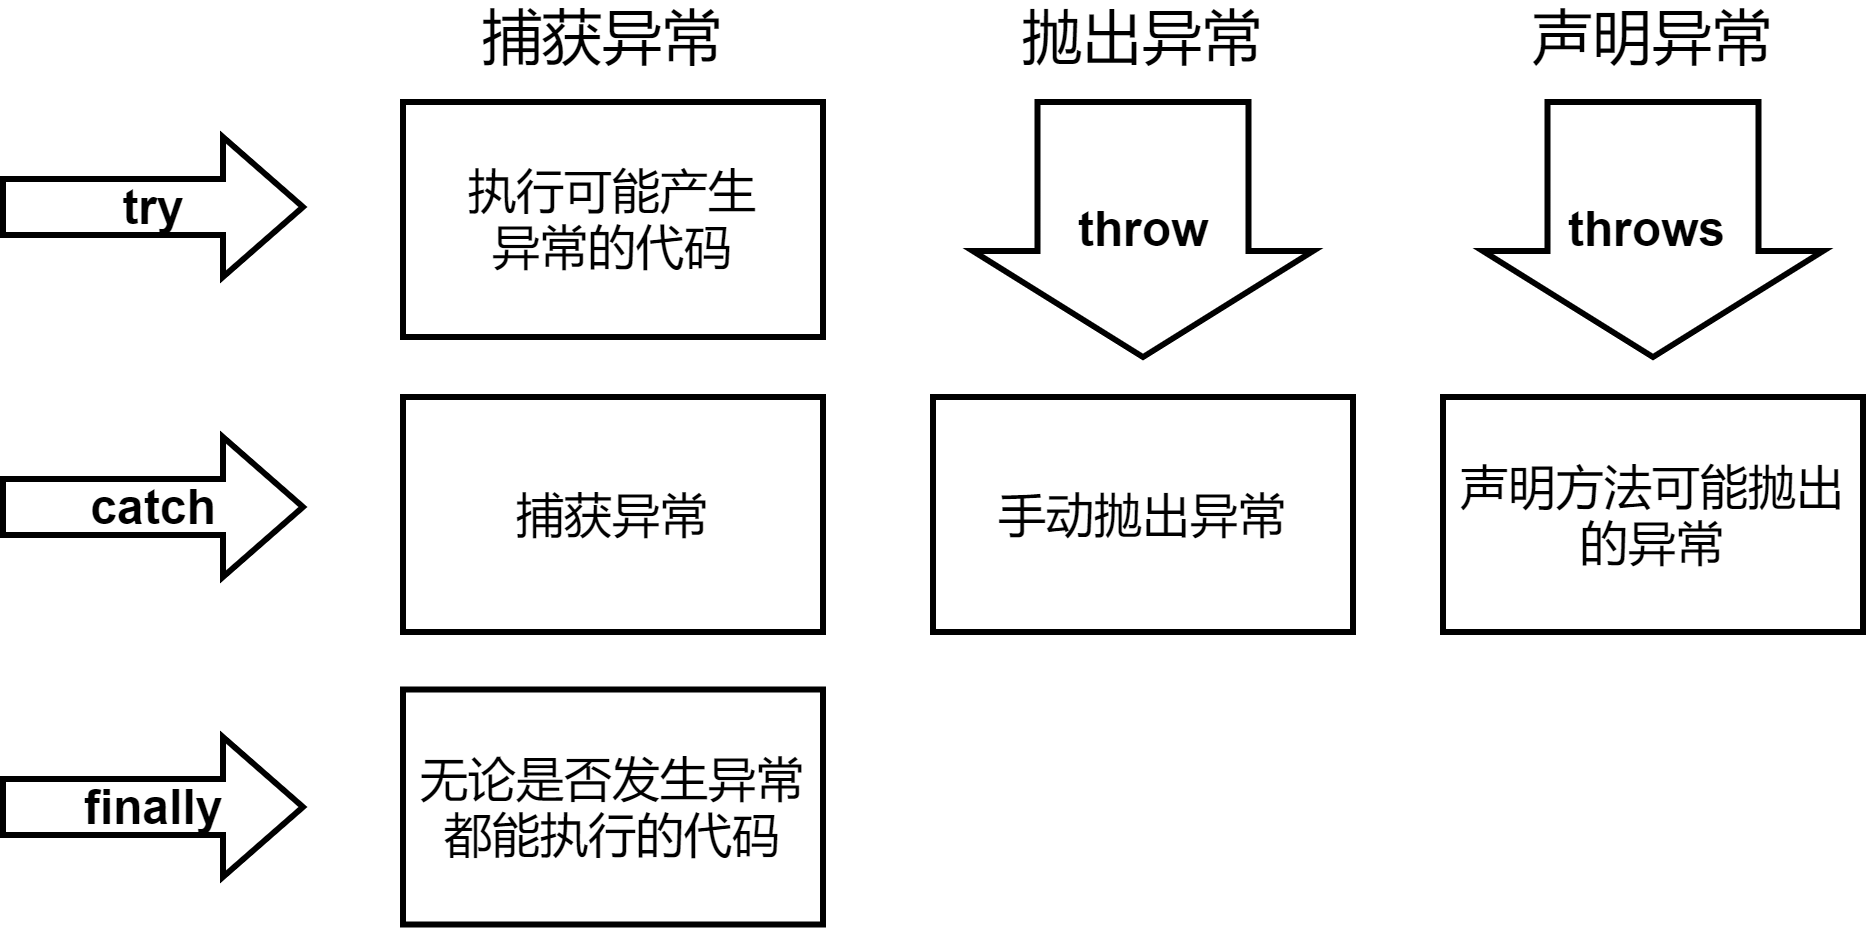 捕获异常
抛出异常
声明异常
try
执行可能产生
异常的代码
throw
throws
catch
捕获异常
手动抛出异常
声明方法可能抛出
的异常
finally
无论是否发生异常
都能执行的代码